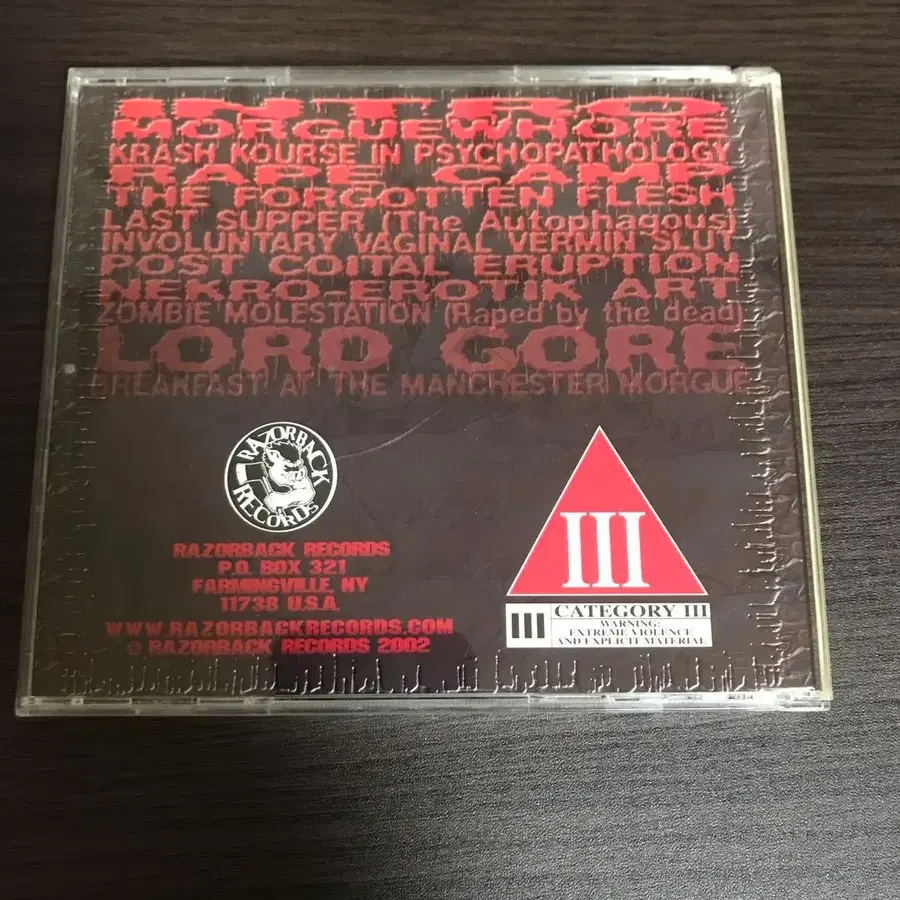 INTRO
MORGUEWHORE
KRASH KOURSE IN PSYCHOPATHOLOGY
RAPE CAMP
THE FORGOTTEN FLESH
LAST SUPPER (The Autophagous)
INVOLUNTARY VAGINAL VERMIN SLUT
POST COITAL ERUPTION
NEKRO-EROTIK ART
ZOMBIE MOLESTATION (Raped by the dead)
LORD GORE
BREAKFAST AT THE MANCHESTER MORGUE
RAZORBACK
RECORDS
RAZORBACK RECORDS
P.O. BOX 321
FARMINGVILLE, NY
11738 U.S.A.
WWW.RAZORBACKRECORDS.COM
© RAZORBACK RECORDS 2002
III
III
CATEGORY III
WARNING:
EXTREME VIOLENCE
AND EXPLICIT MATERIAL